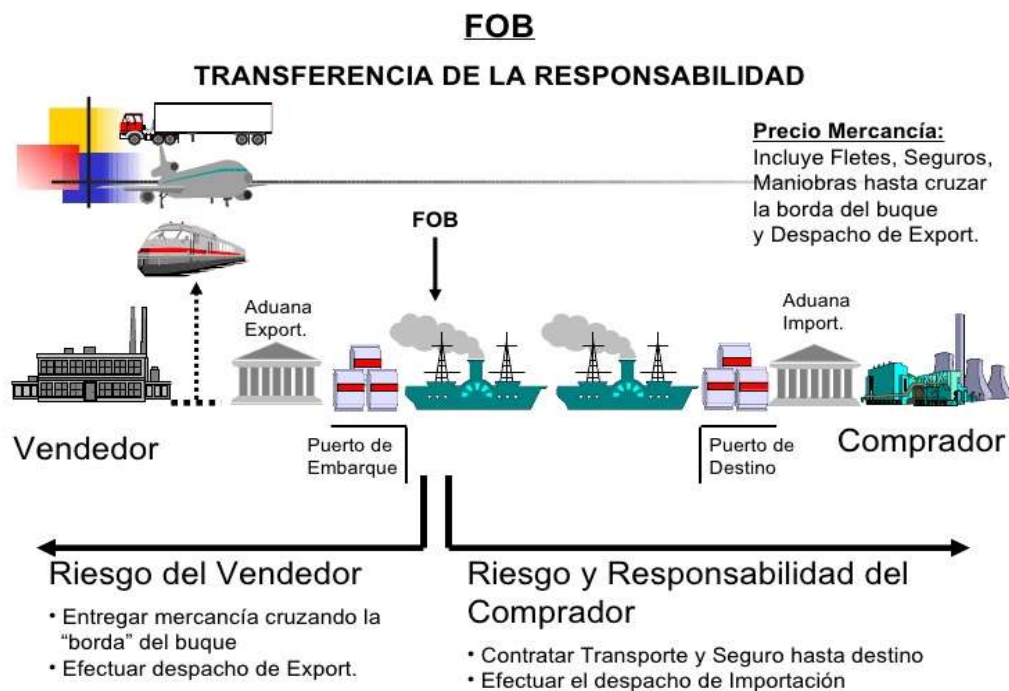 FOB
TRANSFERENCIA DE LA RESPONSABILIDAD
Precio Mercancía:
Incluye Fletes, Seguros,
Maniobras hasta cruzar
la borda del buque
y Despacho de Export.
FOB
Aduana
Export.
Aduana
Import.
Vendedor
Puerto de
Embarque
Puerto de
Destino
Comprador
Riesgo del Vendedor
• Entregar mercancía cruzando la
“borda” del buque
• Efectuar despacho de Export.
Riesgo y Responsabilidad del
Comprador
• Contratar Transporte y Seguro hasta destino
• Efectuar el despacho de Importación